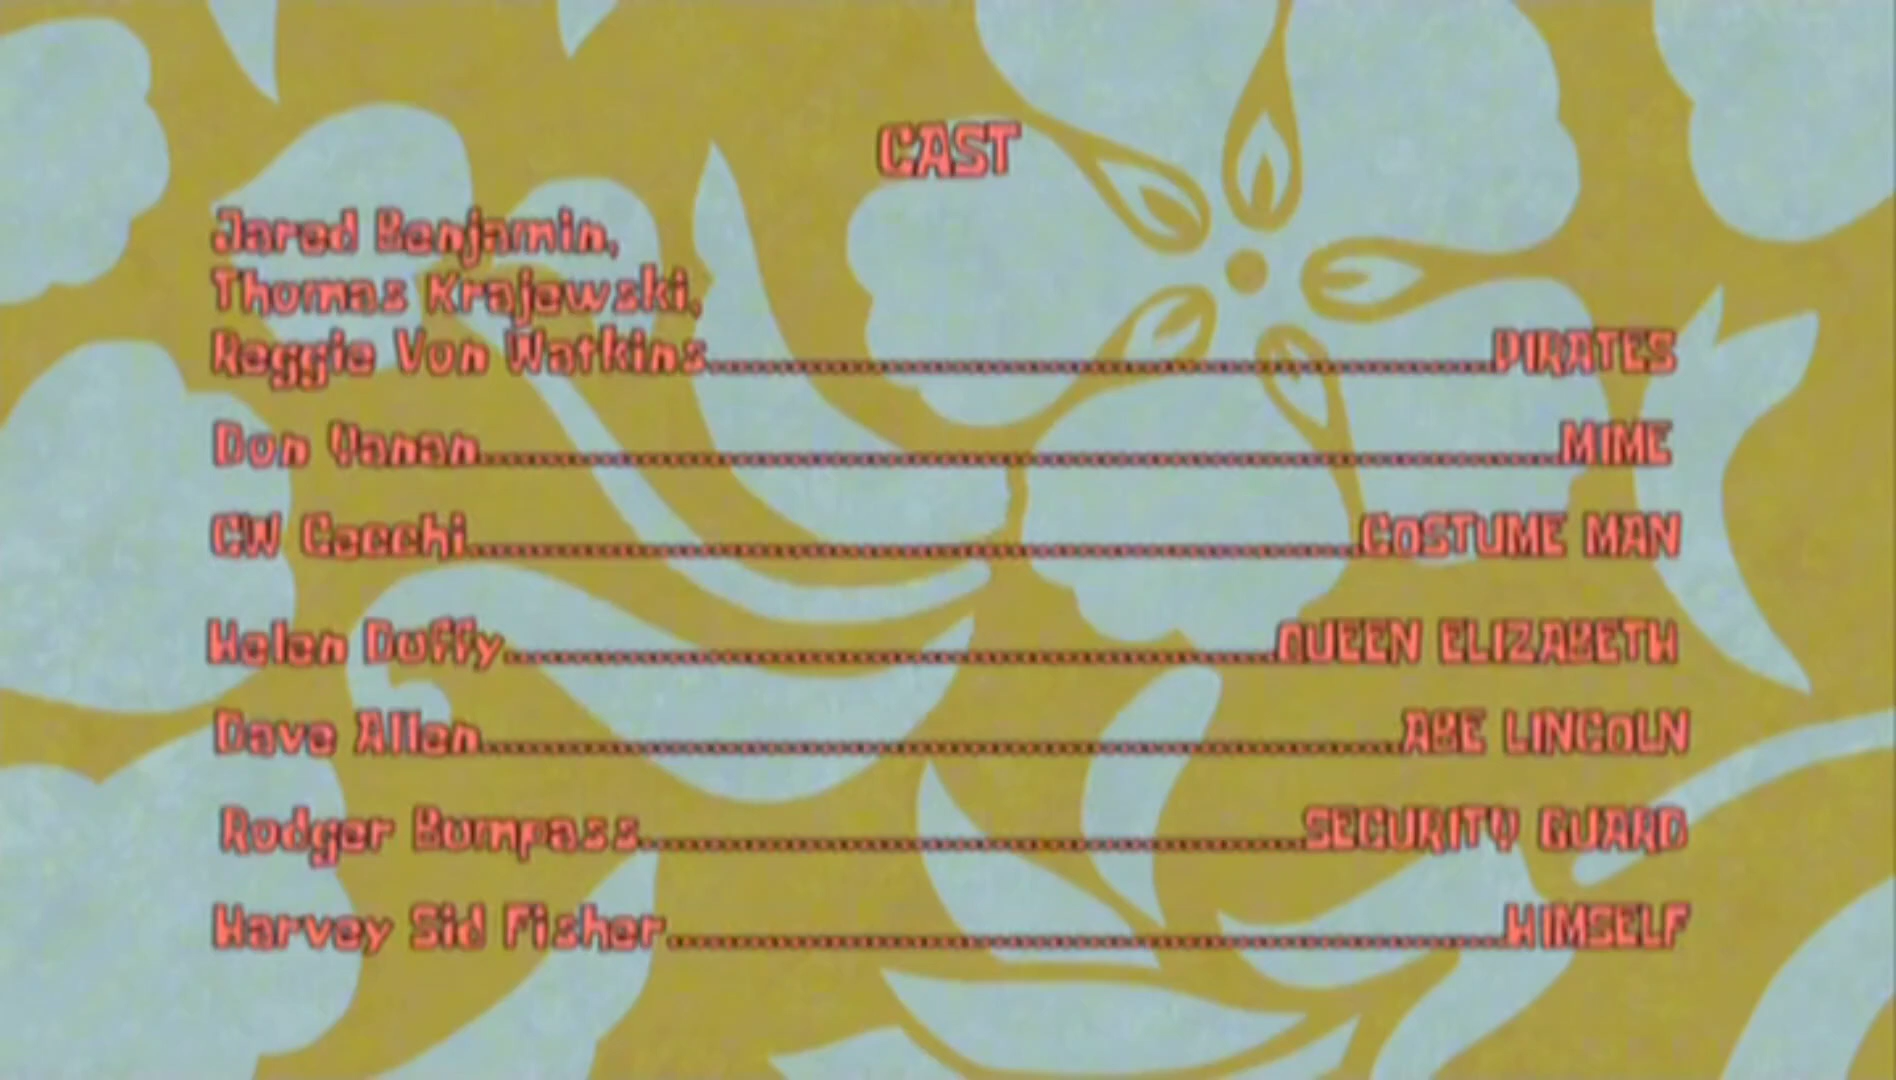 CAST
Jared Benjamin,
Thomas Krajewski,
Reggie Von Watkins........PIRATES
Don Yanan........MIME
CW Cecchi........COSTUME MAN
Helen Duffy........QUEEN ELIZABETH
Dave Allen........ABE LINCOLN
Rodger Bumpass........SECURITY GUARD
Harvey Sid Fisher........HIMSELF